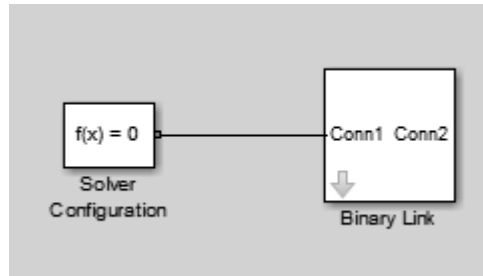 f(x) = 0
Solver
Configuration
Conn1 Conn2
Binary Link